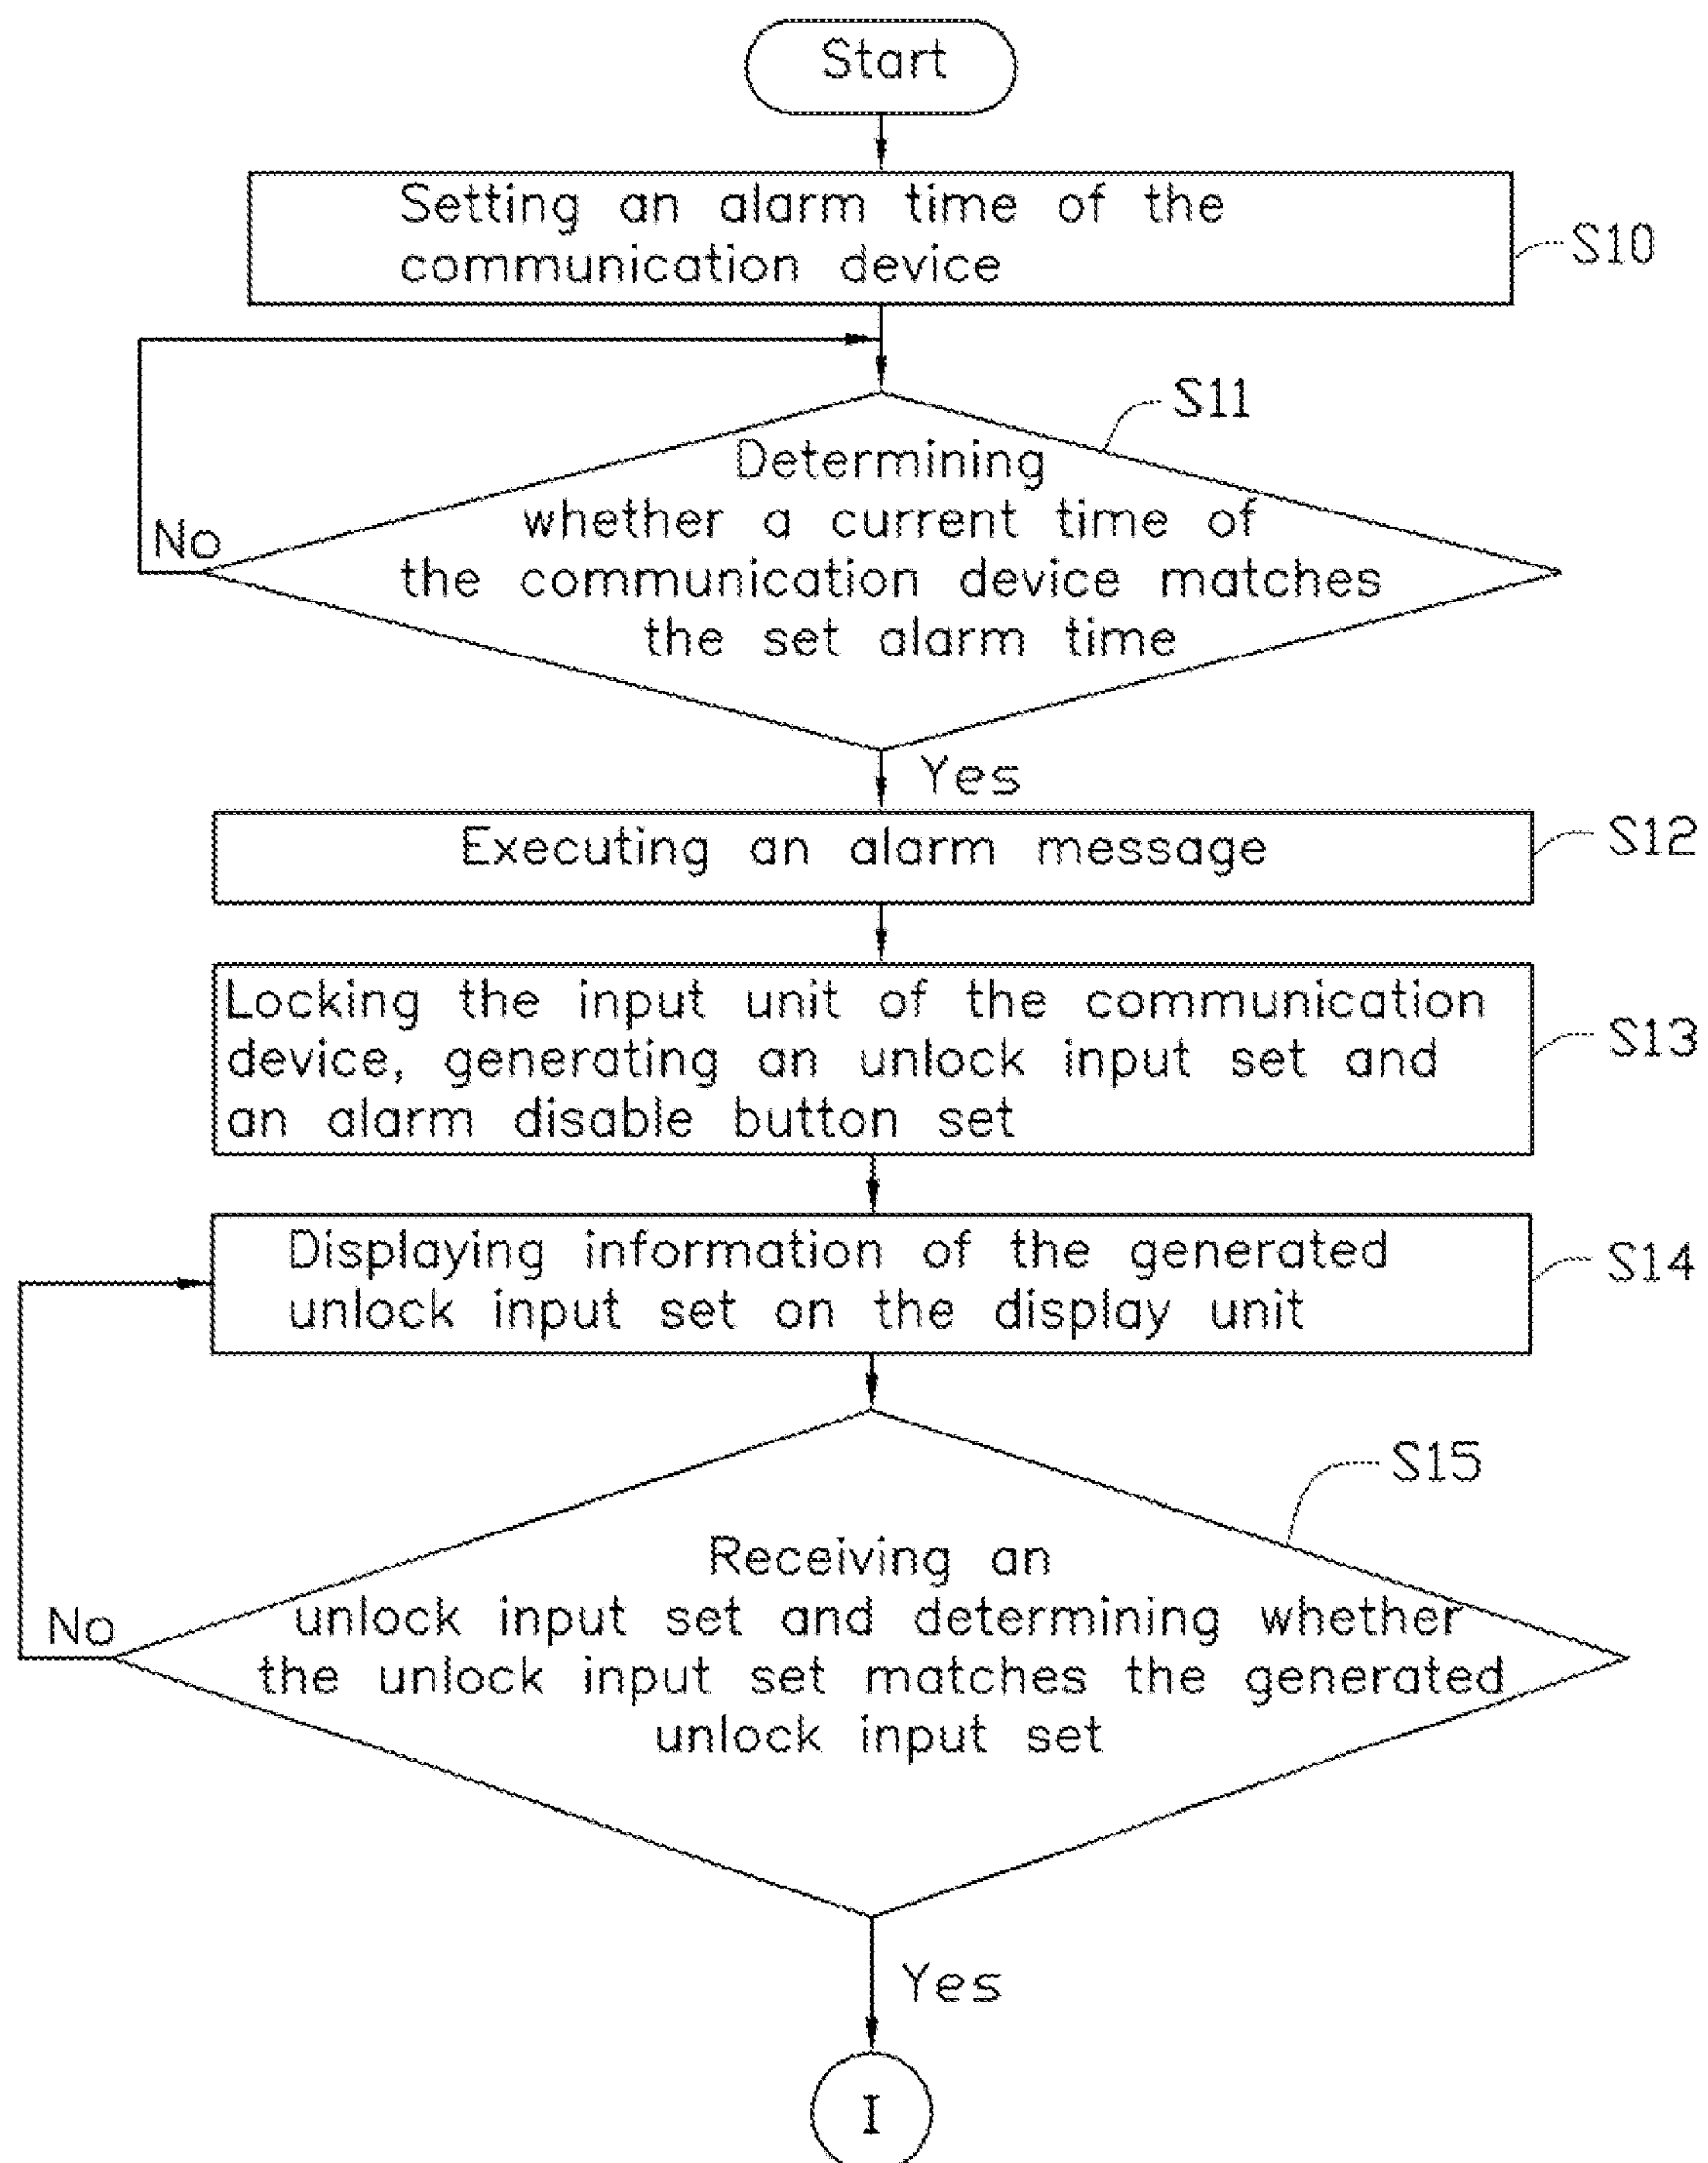 Start
Setting an alarm time of the
communication device
S10
S11
Determining
whether a current time of
the communication device matches
the set alarm time
No
Yes
Executing an alarm message
S12
Locking the input unit of the communication
device, generating an unlock input set and
an alarm disable button set
S13
Displaying information of the generated
unlock input set on the display unit
S14
S15
Receiving an
unlock input set and determining whether
the unlock input set matches the generated
unlock input set
No
Yes
I